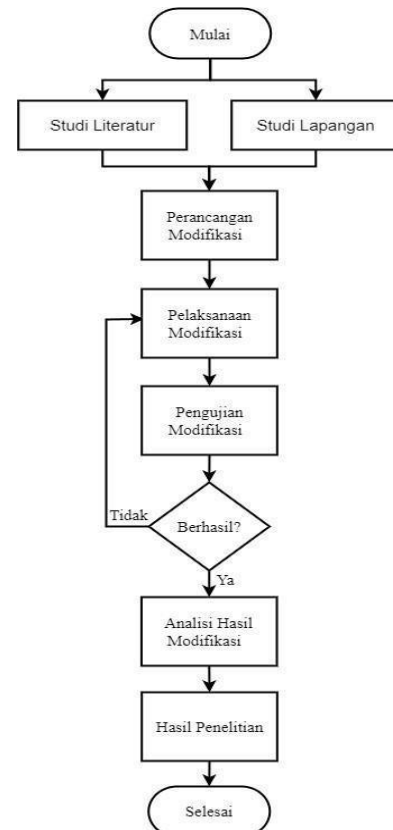 Mulai
Studi Literatur
Studi Lapangan
Perancangan
Modifikasi
Pelaksanaan
Modifikasi
Pengujian
Modifikasi
Berhasil?
Tidak
Ya
Analisi Hasil
Modifikasi
Hasil Penelitian
Selesai